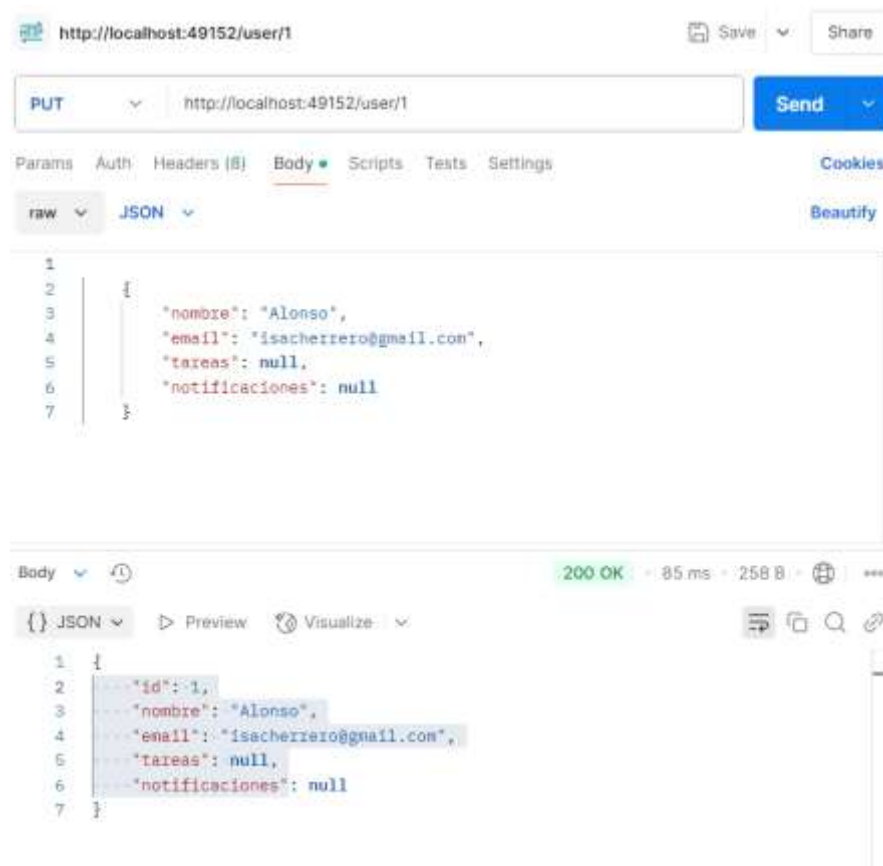 http://localhost:49152/user/1
Save
Share
PUT
http://localhost:49152/user/1
Send
Params Auth Headers (8) Body Scripts Tests Settings
Cookies
raw JSON
Beautify
1
2 {
3 "nombre": "Alonso",
4 "email": "isacherrero@gmail.com",
5 "tareas": null,
6 "notificaciones": null
7 }
Body
200 OK
85 ms
258 B
{} JSON
Preview
Visualize
1 {
2 "id": 1,
3 "nombre": "Alonso",
4 "email": "isacherrero@gmail.com",
5 "tareas": null,
6 "notificaciones": null
7 }